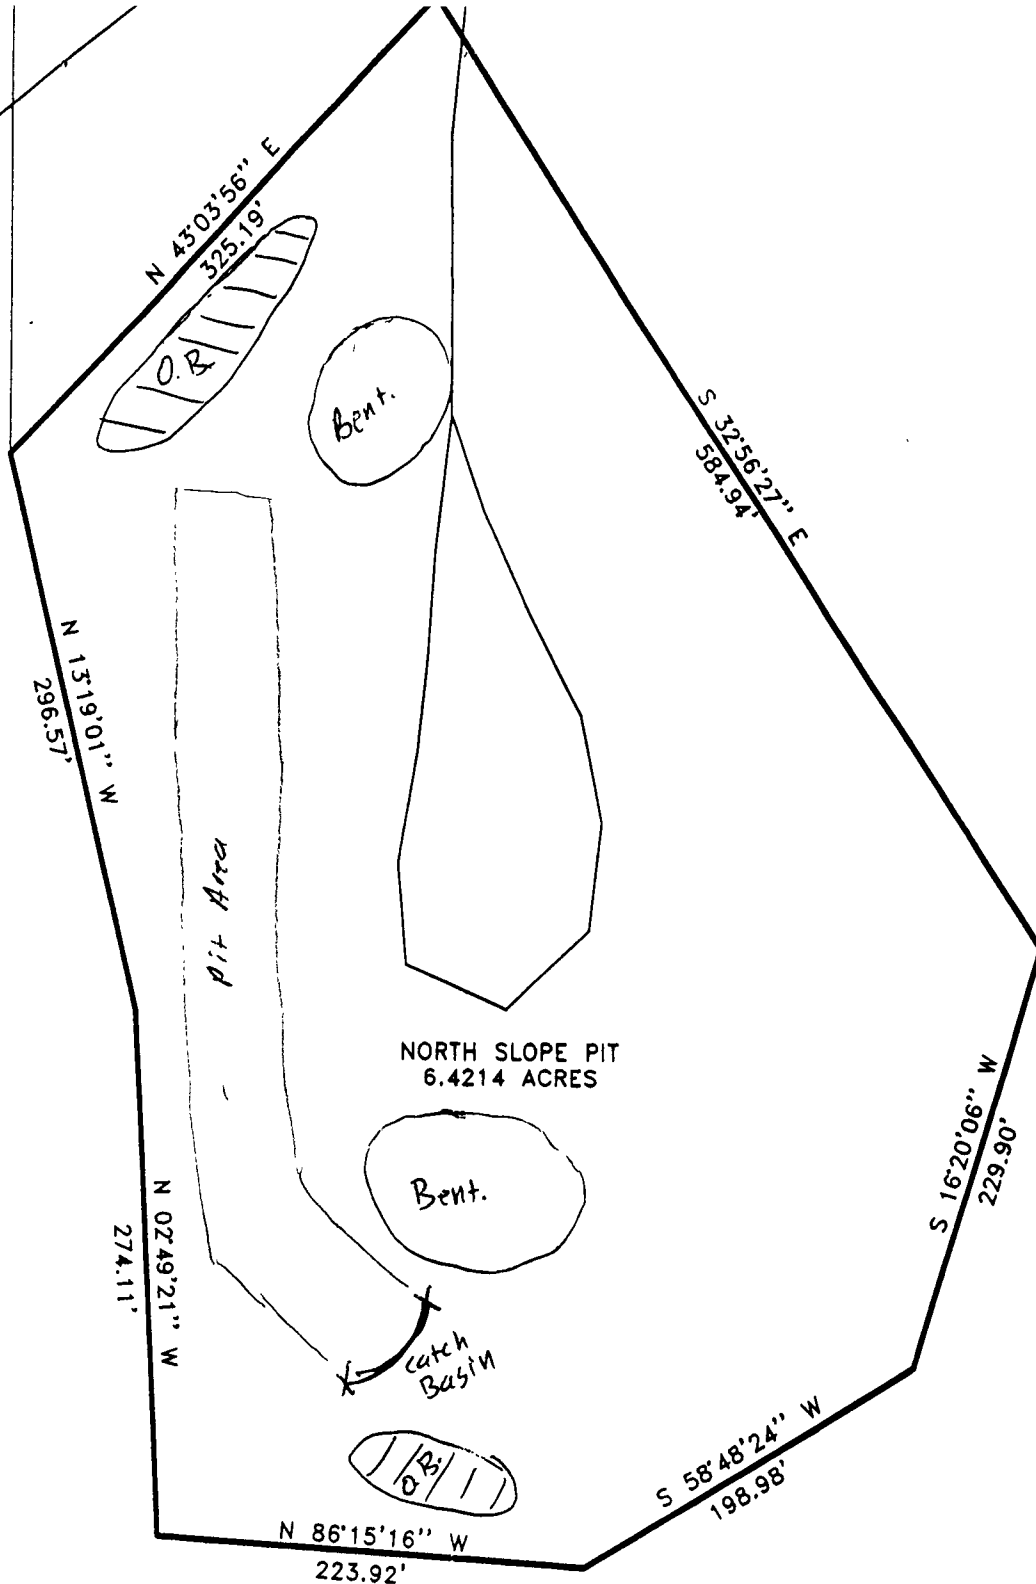 N 43°03'56" E
325.19'
O.B.
Bent.
S 32°56'27" E
584.94'
N 13°19'01" W
296.57'
Pit Area
NORTH SLOPE PIT
6.4214 ACRES
Bent.
S 16°20'06" W
229.90'
N 02°49'21" W
274.11'
catch
Basin
O.B.
S 58°48'24" W
198.98'
N 86°15'16" W
223.92'